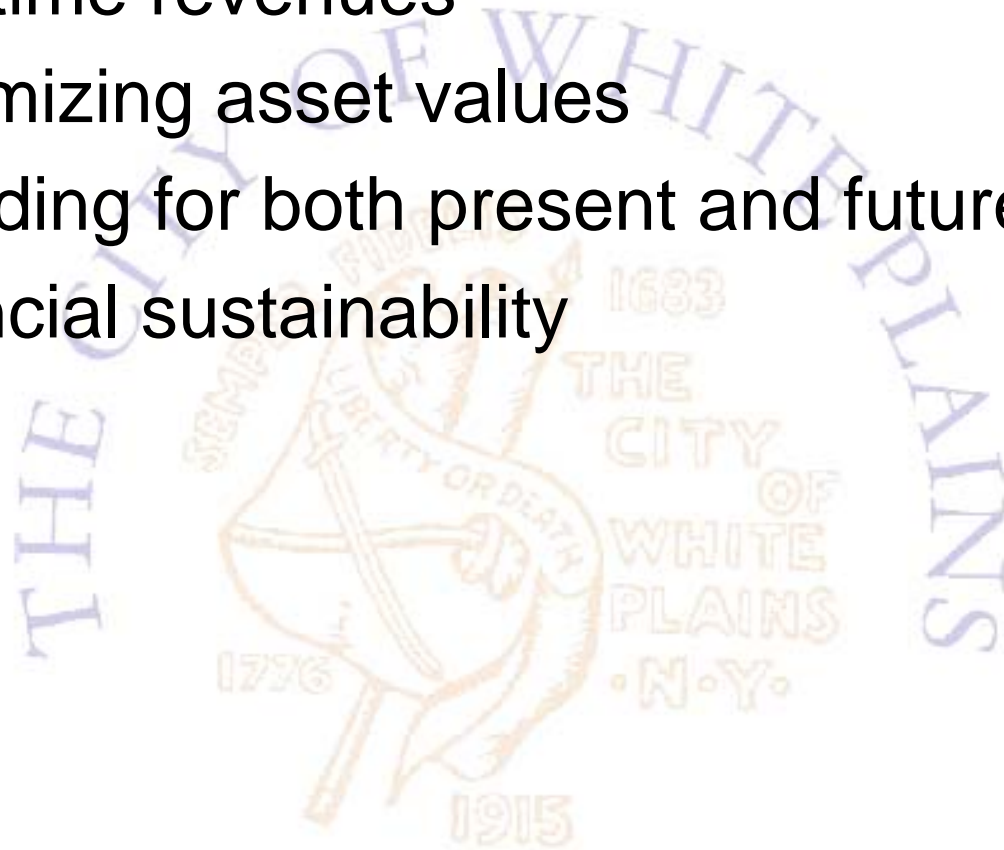 time revenues
mizing asset values
ding for both present and future
ncial sustainability
THE CITY OF WHITE PLAINS
SEMPER FIDELIS
LIBERTY OR DEATH
1683
THE
CITY
OF
WHITE
PLAINS
·N·Y·
1776
1915